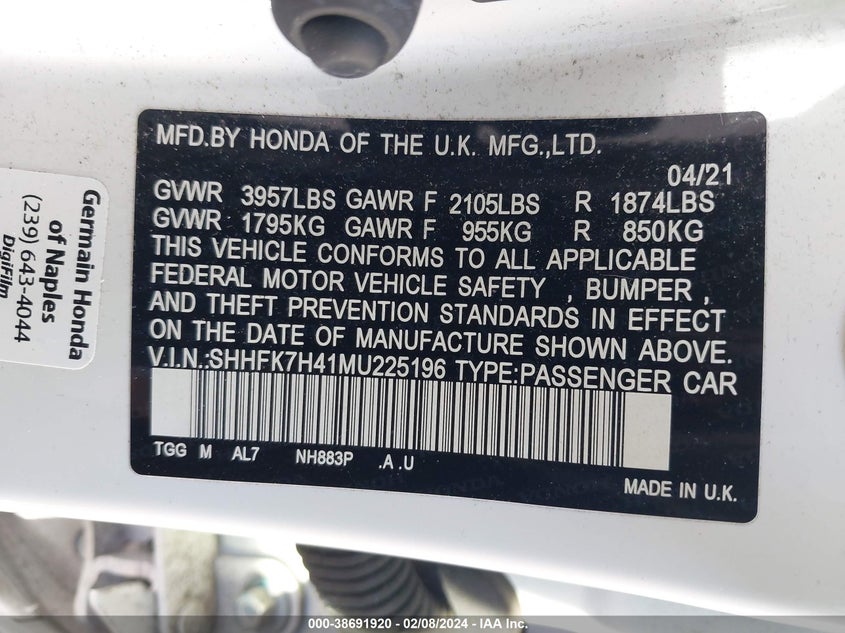 MFD.BY HONDA OF THE U.K. MFG.,LTD.
04/21
GVWR 3957LBS GAWR F 2105LBS R 1874LBS
GVWR 1795KG GAWR F 955KG R 850KG
THIS VEHICLE CONFORMS TO ALL APPLICABLE
FEDERAL MOTOR VEHICLE SAFETY , BUMPER ,
AND THEFT PREVENTION STANDARDS IN EFFECT
ON THE DATE OF MANUFACTURE SHOWN ABOVE.
V.I.N.:SHHFK7H41MU225196 TYPE:PASSENGER CAR
TGG M AL7 NH883P .A .U
MADE IN U.K.
Germain Honda
of Naples
(239) 643-4044
DigiFilm
000-38691920 - 02/08/2024 - IAA Inc.